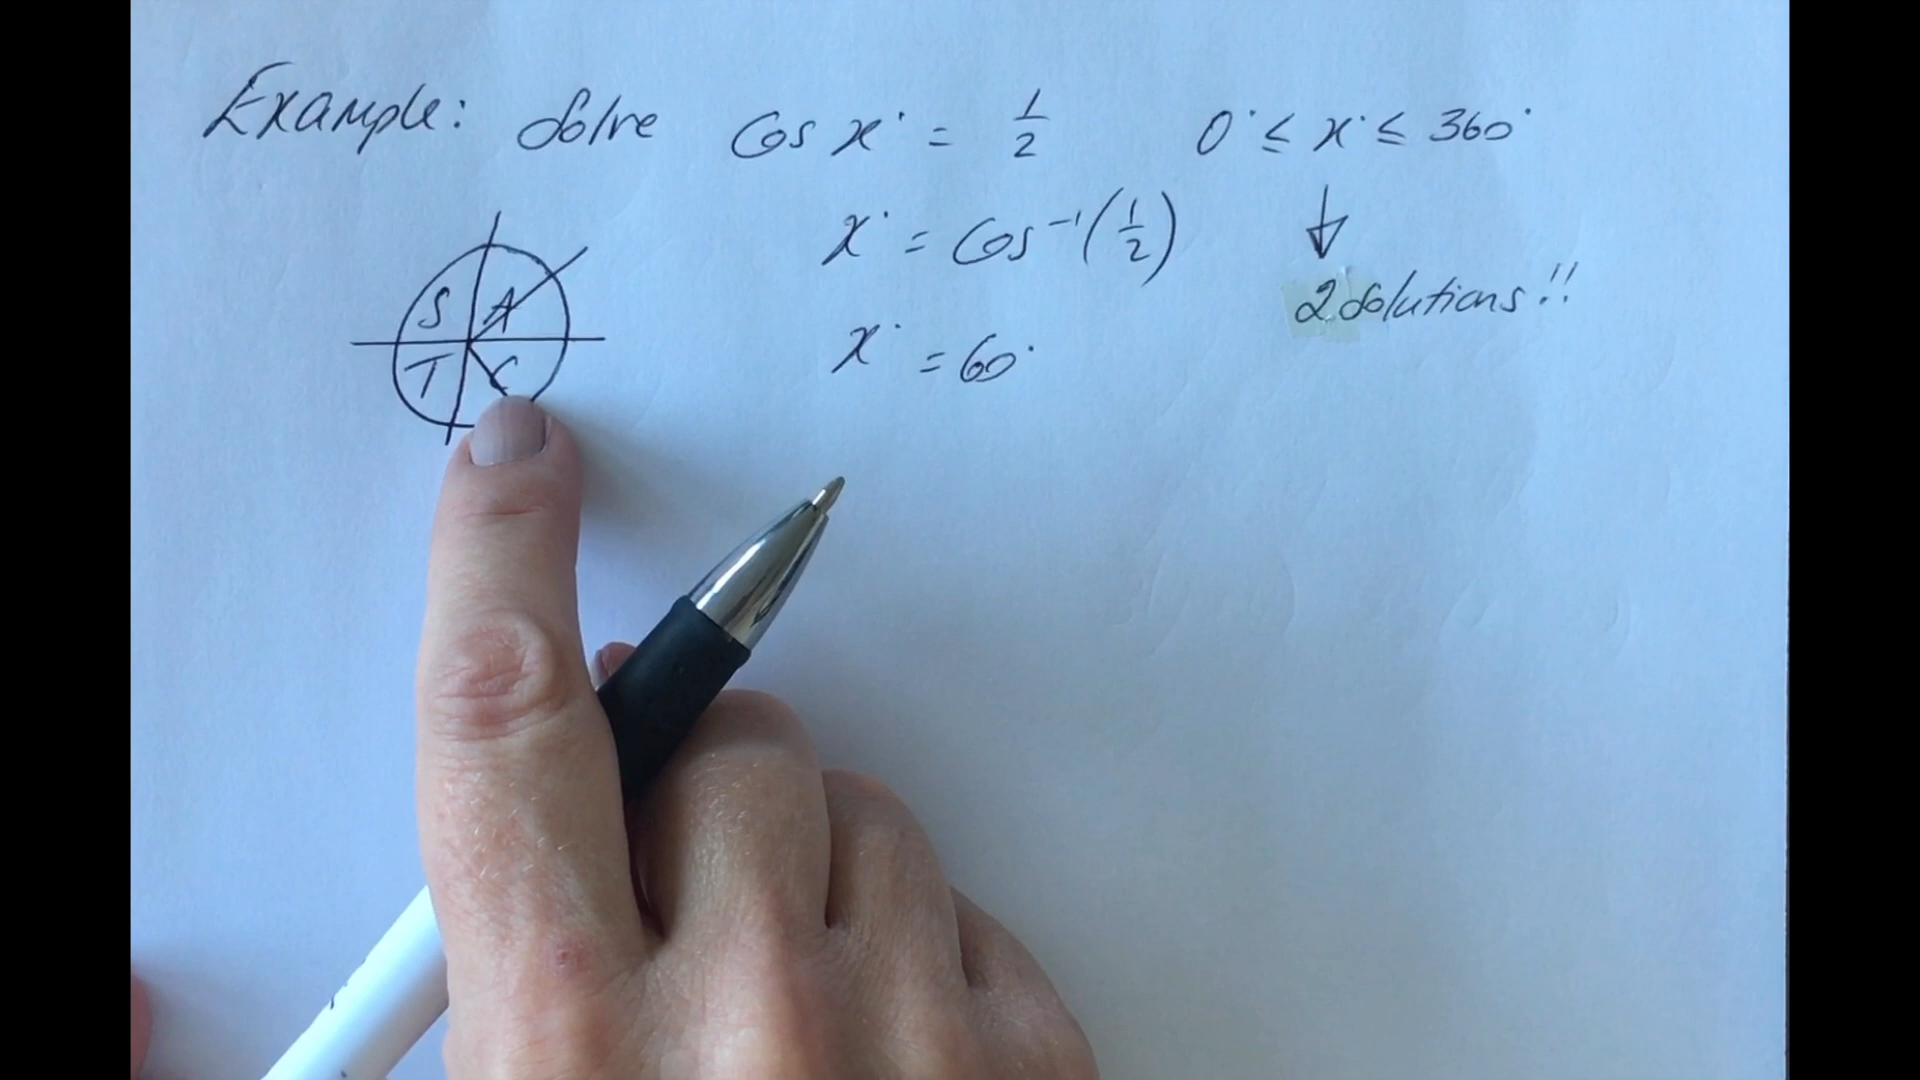 Example: Solve cos x° = 1/2 0° ≤ x° ≤ 360°
x° = cos⁻¹(1/2)
2 solutions!!
S A
T C
x° = 60°